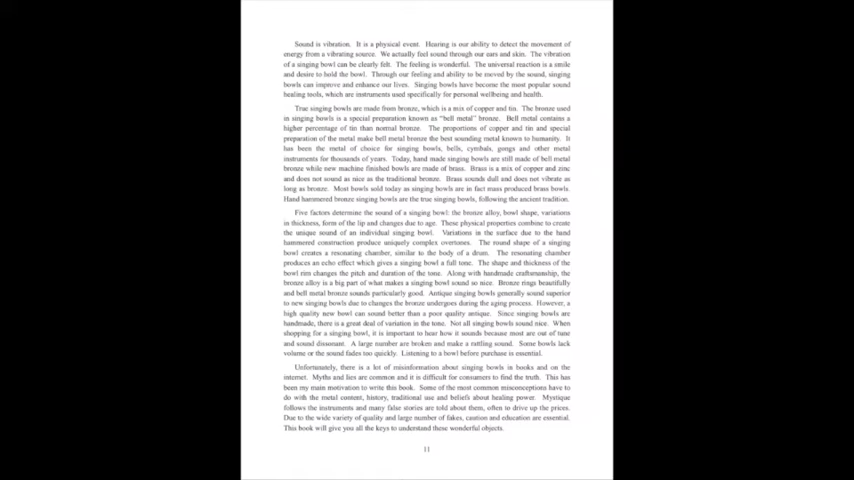 Sound is vibration. It is a physical event. Hearing is our ability to detect the movement of
energy from a vibrating source. We actually feel sound through our ears and skin. The vibration
of a singing bowl can be clearly felt. The feeling is wonderful. The universal reaction is a smile
and desire to hold the bowl. Through our feeling and ability to be moved by the sound, singing
bowls can improve and enhance our lives. Singing bowls have become the most popular sound
healing tools, which are instruments used specifically for personal wellbeing and health.
True singing bowls are made from bronze, which is a mix of copper and tin. The bronze used
in singing bowls is a special preparation known as "bell metal" bronze. Bell metal contains a
higher percentage of tin than normal bronze. The proportions of copper and tin and special
preparation of the metal make bell metal bronze the best sounding metal known to humanity. It
has been the metal of choice for singing bowls, bells, cymbals, gongs and other metal
instruments for thousands of years. Today, hand made singing bowls are still made of bell metal
bronze while new machine finished bowls are made of brass. Brass is a mix of copper and zinc
and does not sound as nice as the traditional bronze. Brass sounds dull and does not vibrate as
long as bronze. Most bowls sold today as singing bowls are in fact mass produced brass bowls.
Hand hammered bronze singing bowls are the true singing bowls, following the ancient tradition.
Five factors determine the sound of a singing bowl: the bronze alloy, bowl shape, variations
in thickness, form of the lip and changes due to age. These physical properties combine to create
the unique sound of an individual singing bowl. Variations in the surface due to the hand
hammered construction produce uniquely complex overtones. The round shape of a singing
bowl creates a resonating chamber, similar to the body of a drum. The resonating chamber
produces an echo effect which gives a singing bowl a full tone. The shape and thickness of the
bowl rim changes the pitch and duration of the tone. Along with handmade craftsmanship, the
bronze alloy is a big part of what makes a singing bowl sound so nice. Bronze rings beautifully
and bell metal bronze sounds particularly good. Antique singing bowls generally sound superior
to new singing bowls due to changes the bronze undergoes during the aging process. However, a
high quality new bowl can sound better than a poor quality antique. Since singing bowls are
handmade, there is a great deal of variation in the tone. Not all singing bowls sound nice. When
shopping for a singing bowl, it is important to hear how it sounds because most are out of tune
and sound dissonant. A large number are broken and make a rattling sound. Some bowls lack
volume or the sound fades too quickly. Listening to a bowl before purchase is essential.
Unfortunately, there is a lot of misinformation about singing bowls in books and on the
internet. Myths and lies are common and it is difficult for consumers to find the truth. This has
been my main motivation to write this book. Some of the most common misconceptions have to
do with the metal content, history, traditional use and beliefs about healing power. Mystique
follows the instruments and many false stories are told about them, often to drive up the prices.
Due to the wide variety of quality and large number of fakes, caution and education are essential.
This book will give you all the keys to understand these wonderful objects.
11